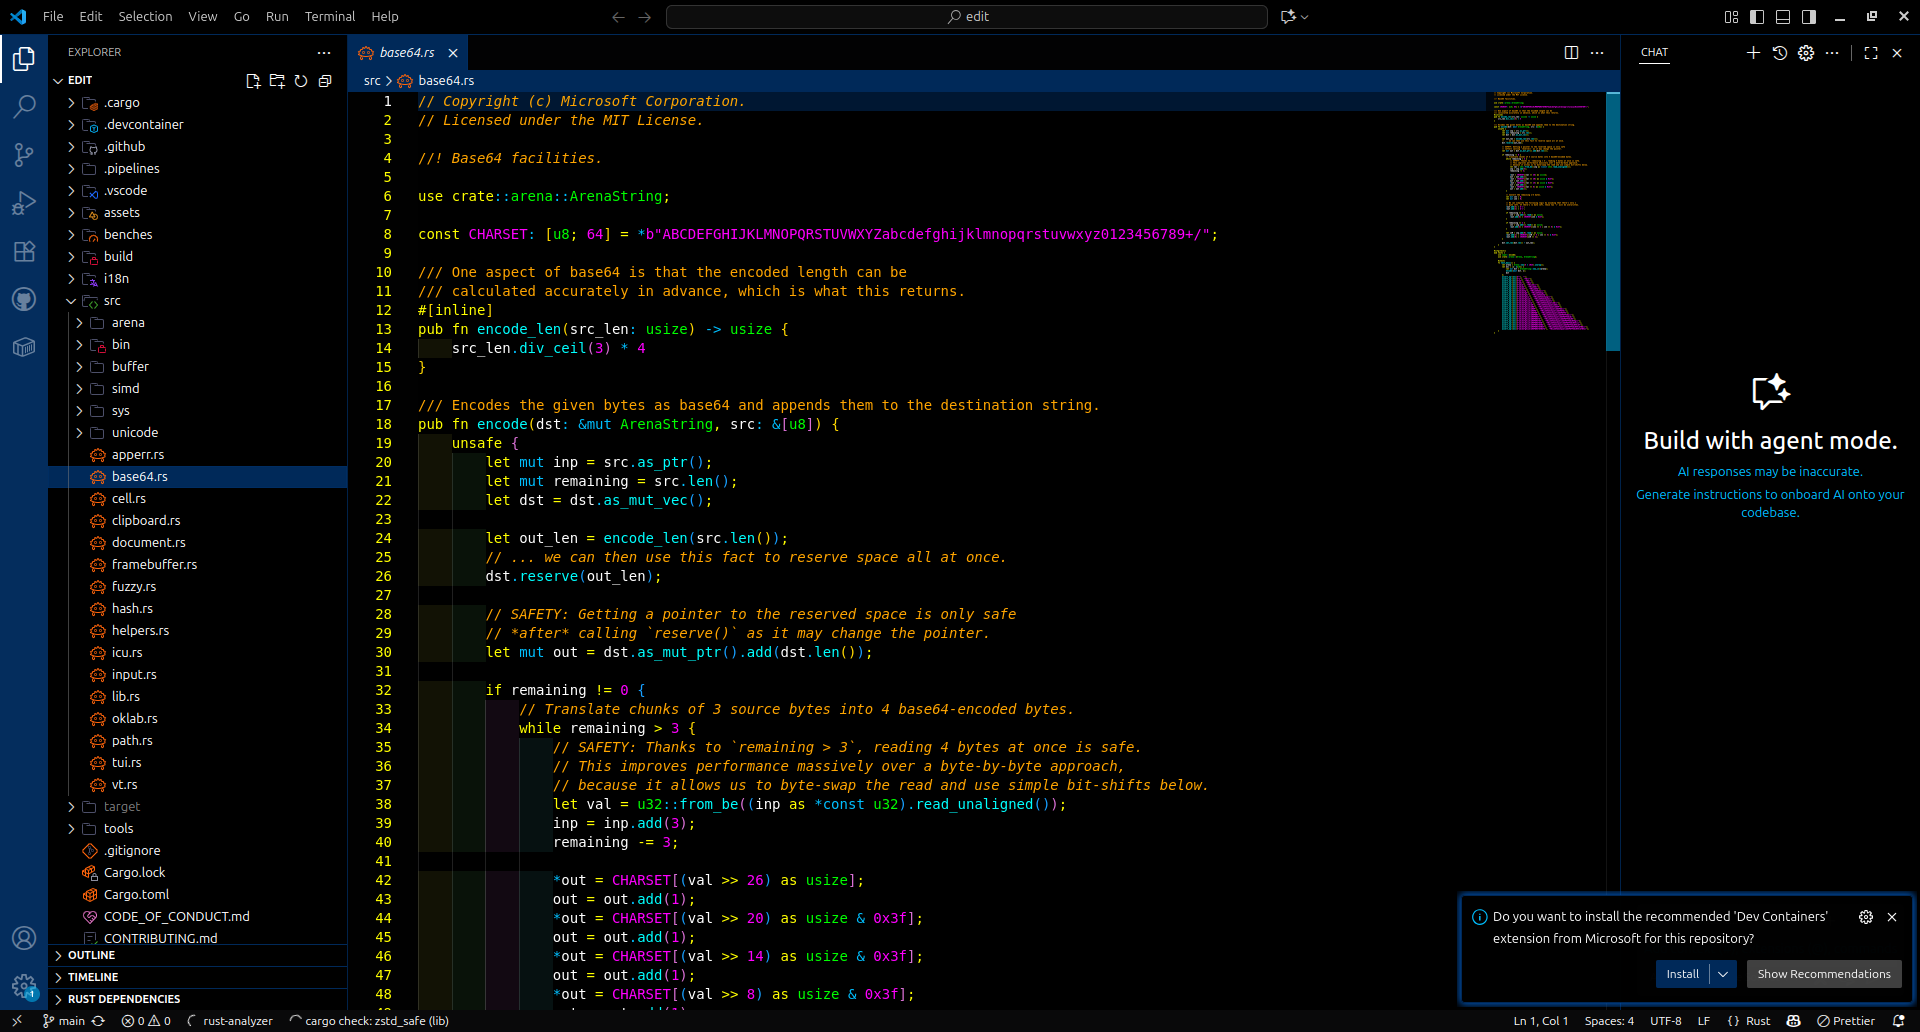 File Edit Selection View Go Run Terminal Help
edit
EXPLORER
EDIT
.cargo
.devcontainer
.github
.pipelines
.vscode
assets
benches
build
i18n
src
arena
bin
buffer
simd
sys
unicode
apperr.rs
base64.rs
cell.rs
clipboard.rs
document.rs
framebuffer.rs
fuzzy.rs
hash.rs
helpers.rs
icu.rs
input.rs
lib.rs
oklab.rs
path.rs
tui.rs
vt.rs
target
tools
.gitignore
Cargo.lock
Cargo.toml
CODE_OF_CONDUCT.md
CONTRIBUTING.md
OUTLINE
TIMELINE
RUST DEPENDENCIES
base64.rs
src > base64.rs
1 // Copyright (c) Microsoft Corporation.
2 // Licensed under the MIT License.
3
4 //! Base64 facilities.
5
6 use crate::arena::ArenaString;
7
8 const CHARSET: [u8; 64] = *b"ABCDEFGHIJKLMNOPQRSTUVWXYZabcdefghijklmnopqrstuvwxyz0123456789+/";
9
10 /// One aspect of base64 is that the encoded length can be
11 /// calculated accurately in advance, which is what this returns.
12 #[inline]
13 pub fn encode_len(src_len: usize) -> usize {
14     src_len.div_ceil(3) * 4
15 }
16
17 /// Encodes the given bytes as base64 and appends them to the destination string.
18 pub fn encode(dst: &mut ArenaString, src: &[u8]) {
19     unsafe {
20         let mut inp = src.as_ptr();
21         let mut remaining = src.len();
22         let dst = dst.as_mut_vec();
23
24         let out_len = encode_len(src.len());
25         // ... we can then use this fact to reserve space all at once.
26         dst.reserve(out_len);
27
28         // SAFETY: Getting a pointer to the reserved space is only safe
29         // *after* calling `reserve()` as it may change the pointer.
30         let mut out = dst.as_mut_ptr().add(dst.len());
31
32         if remaining != 0 {
33             // Translate chunks of 3 source bytes into 4 base64-encoded bytes.
34             while remaining > 3 {
35                 // SAFETY: Thanks to `remaining > 3`, reading 4 bytes at once is safe.
36                 // This improves performance massively over a byte-by-byte approach,
37                 // because it allows us to byte-swap the read and use simple bit-shifts below.
38                 let val = u32::from_be((inp as *const u32).read_unaligned());
39                 inp = inp.add(3);
40                 remaining -= 3;
41
42                 *out = CHARSET[(val >> 26) as usize];
43                 out = out.add(1);
44                 *out = CHARSET[(val >> 20) as usize & 0x3f];
45                 out = out.add(1);
46                 *out = CHARSET[(val >> 14) as usize & 0x3f];
47                 out = out.add(1);
48                 *out = CHARSET[(val >> 8) as usize & 0x3f];
CHAT
Build with agent mode.
AI responses may be inaccurate.
Generate instructions to onboard AI onto your
codebase.
Do you want to install the recommended 'Dev Containers'
extension from Microsoft for this repository?
Install
Show Recommendations
1
main 0 0 rust-analyzer cargo check: zstd_safe (lib)
Ln 1, Col 1 Spaces: 4 UTF-8 LF {} Rust Prettier